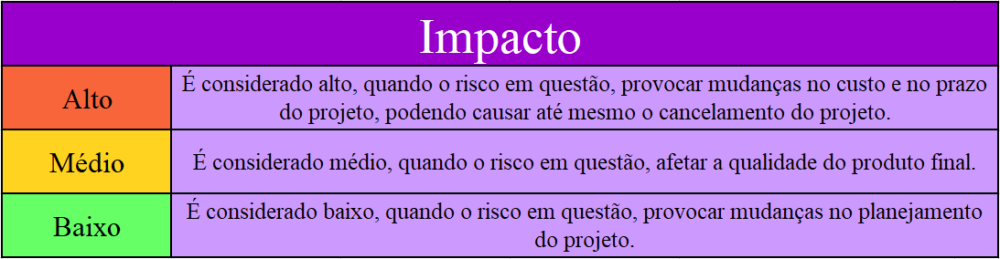 Impacto
Alto
É considerado alto, quando o risco em questão, provocar mudanças no custo e no prazo
do projeto, podendo causar até mesmo o cancelamento do projeto.
Médio
É considerado médio, quando o risco em questão, afetar a qualidade do produto final.
Baixo
É considerado baixo, quando o risco em questão, provocar mudanças no planejamento
do projeto.